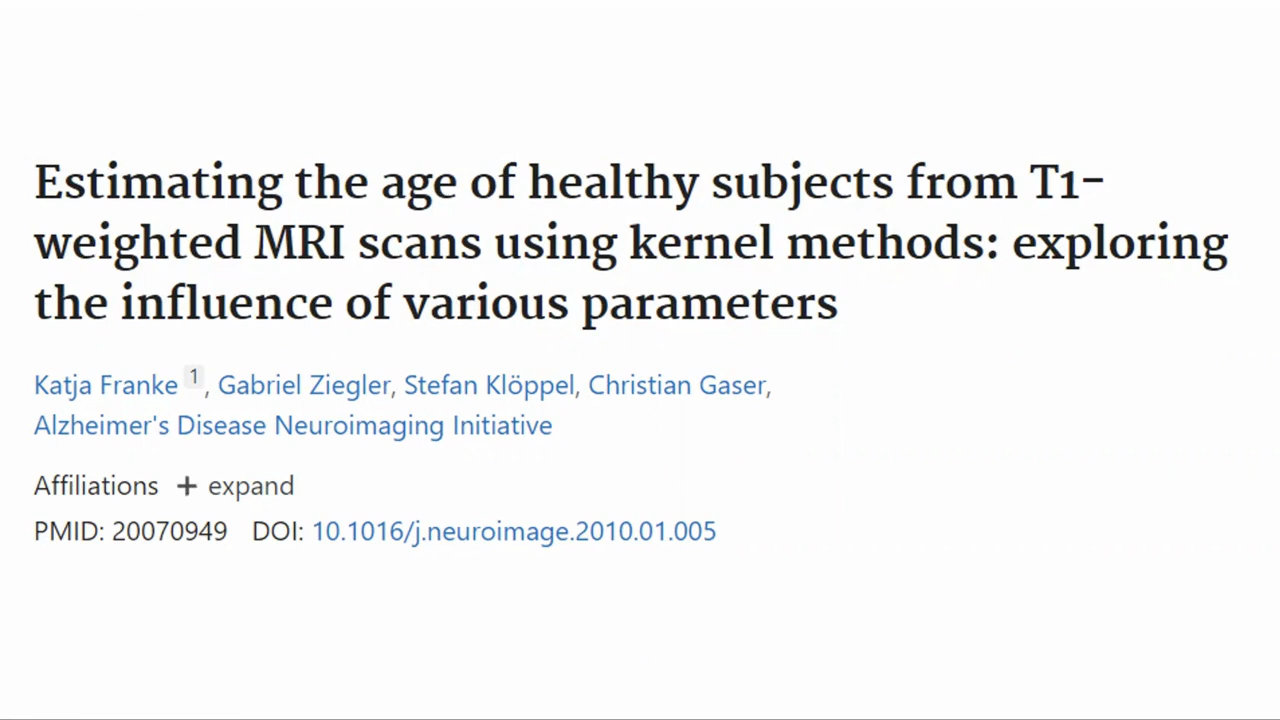 Estimating the age of healthy subjects from T1-
weighted MRI scans using kernel methods: exploring
the influence of various parameters
Katja Franke 1, Gabriel Ziegler, Stefan Klöppel, Christian Gaser,
Alzheimer's Disease Neuroimaging Initiative
Affiliations + expand
PMID: 20070949 DOI: 10.1016/j.neuroimage.2010.01.005